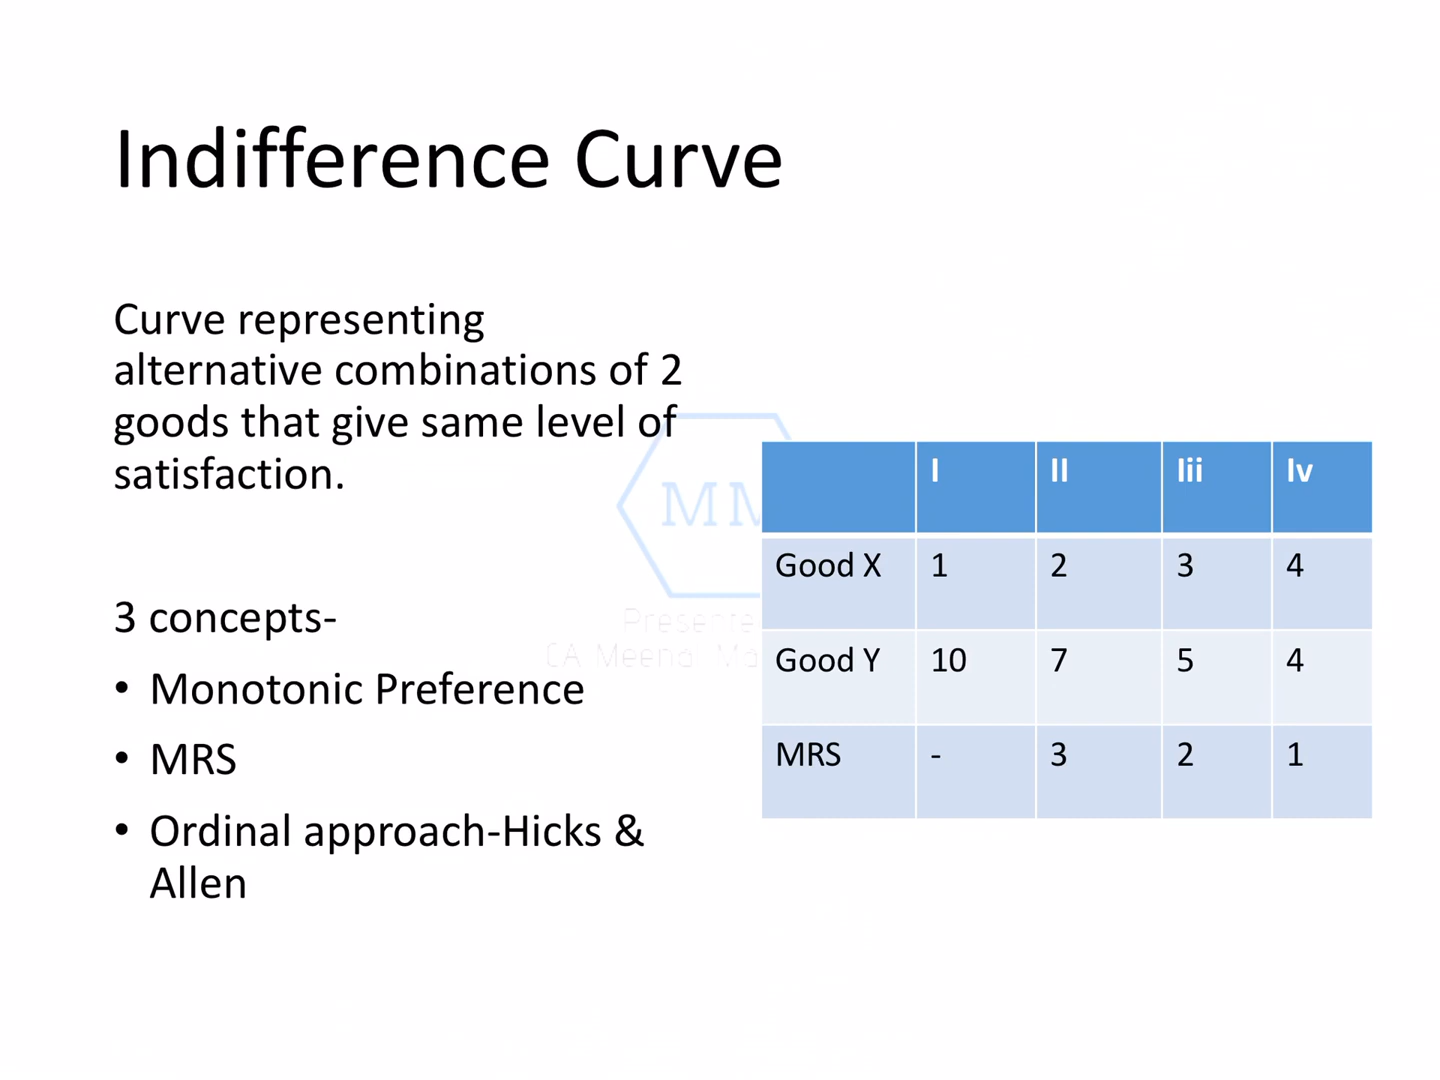 Indifference Curve
Curve representing
alternative combinations of 2
goods that give same level of
satisfaction.
3 concepts-
• Monotonic Preference
• MRS
• Ordinal approach-Hicks &
Allen
I II Iii Iv
Good X 1 2 3 4
Good Y 10 7 5 4
MRS - 3 2 1
MM
CA